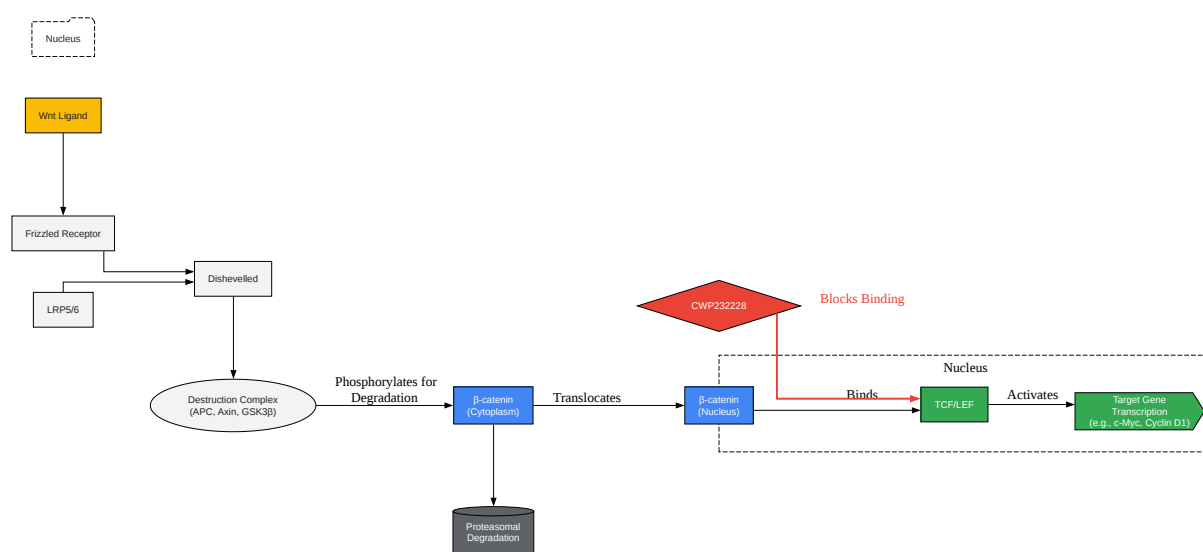 Nucleus
Wnt Ligand
Frizzled Receptor
Dishevelled
LRP5/6
CWP232228
Blocks Binding
Nucleus
Destruction Complex
(APC, Axin, GSK3β)
Phosphorylates for
Degradation
β-catenin
(Cytoplasm)
Translocates
β-catenin
(Nucleus)
Binds
TCF/LEF
Activates
Target Gene
Transcription
(e.g., c-Myc, Cyclin D1)
Proteasomal
Degradation